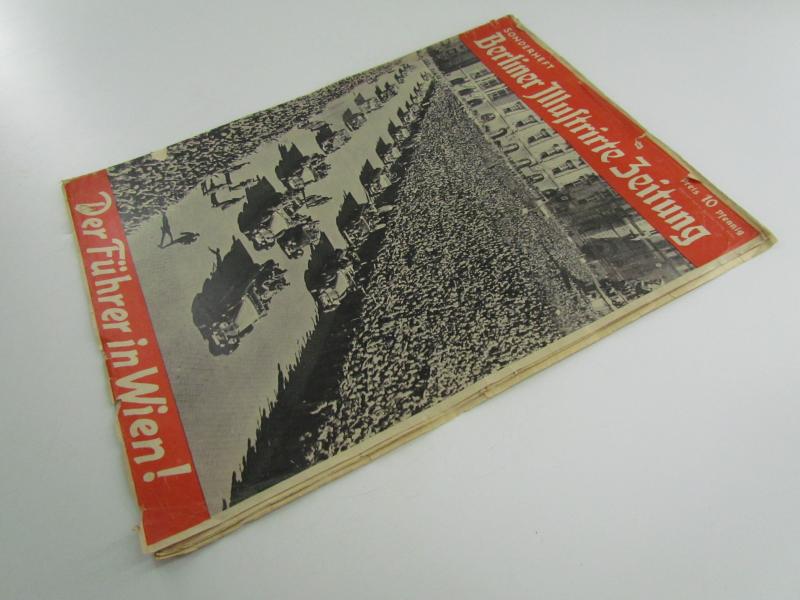 SONDERHEFT
Berliner Illustrirte Zeitung
Preis 10 Pfennig
Der Führer in Wien!